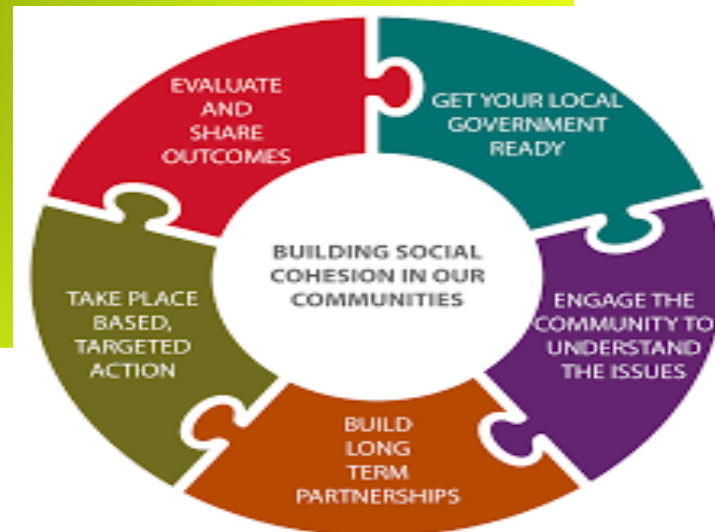 BUILDING SOCIAL
COHESION IN OUR
COMMUNITIES
GET YOUR LOCAL
GOVERNMENT
READY
ENGAGE THE
COMMUNITY TO
UNDERSTAND
THE ISSUES
BUILD
LONG
TERM
PARTNERSHIPS
TAKE PLACE
BASED,
TARGETED
ACTION
EVALUATE
AND
SHARE
OUTCOMES